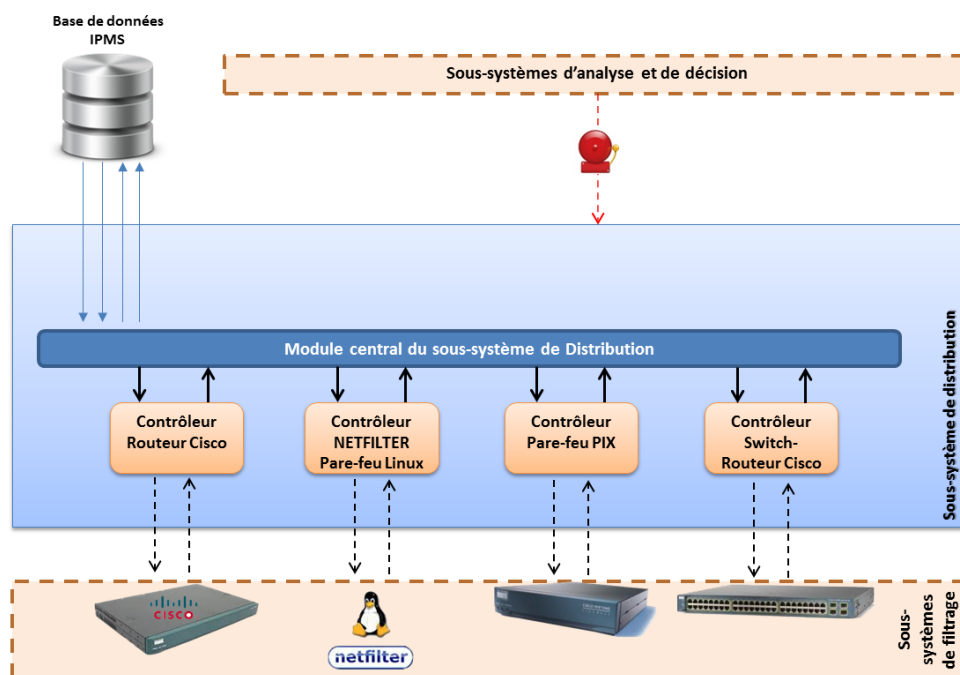 Base de données
IPMS
Sous-systèmes d'analyse et de décision
Module central du sous-système de Distribution
Contrôleur
Routeur Cisco
Contrôleur
NETFILTER
Pare-feu Linux
Contrôleur
Pare-feu PIX
Contrôleur
Switch-
Routeur Cisco
Sous-système de distribution
CISCO
netfilter
Sous-
systèmes
de filtrage